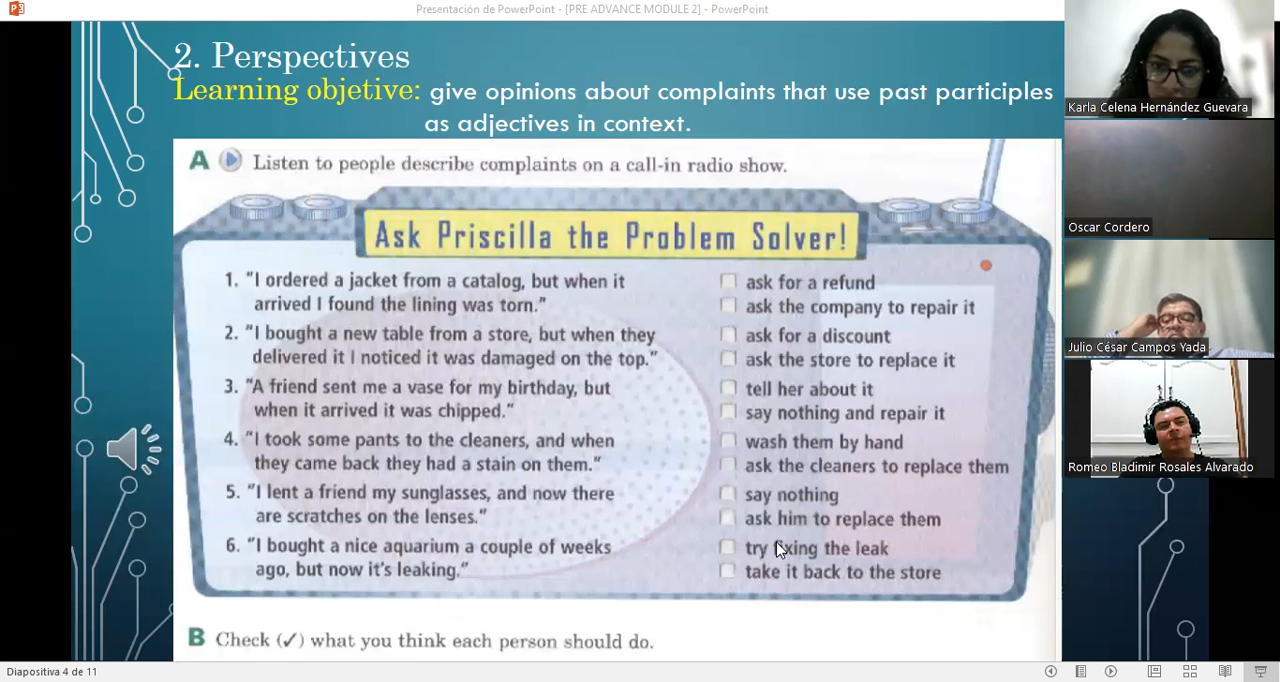 Presentación de PowerPoint - [PRE ADVANCE MODULE 2] - PowerPoint
2. Perspectives
Learning objetive: give opinions about complaints that use past participles
as adjectives in context.
A Listen to people describe complaints on a call-in radio show.
Ask Priscilla the Problem Solver!
1. "I ordered a jacket from a catalog, but when it
arrived I found the lining was torn."
ask for a refund
ask the company to repair it
2. "I bought a new table from a store, but when they
delivered it I noticed it was damaged on the top."
ask for a discount
ask the store to replace it
3. "A friend sent me a vase for my birthday, but
when it arrived it was chipped."
tell her about it
say nothing and repair it
4. "I took some pants to the cleaners, and when
they came back they had a stain on them."
wash them by hand
ask the cleaners to replace them
5. "I lent a friend my sunglasses, and now there
are scratches on the lenses."
say nothing
ask him to replace them
6. "I bought a nice aquarium a couple of weeks
ago, but now it's leaking."
try fixing the leak
take it back to the store
B Check (✓) what you think each person should do.
Karla Celena Hernández Guevara
Oscar Cordero
Julio César Campos Yada
Romeo Bladimir Rosales Alvarado
Diapositiva 4 de 11